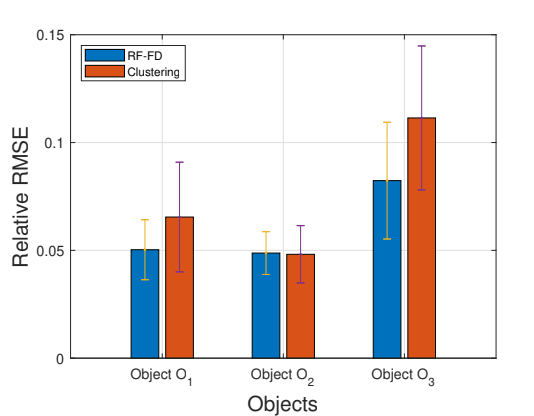 0.15
RF-FD
Clustering
0.1
Relative RMSE
0.05
0
Object O1 Object O2 Object O3
Objects